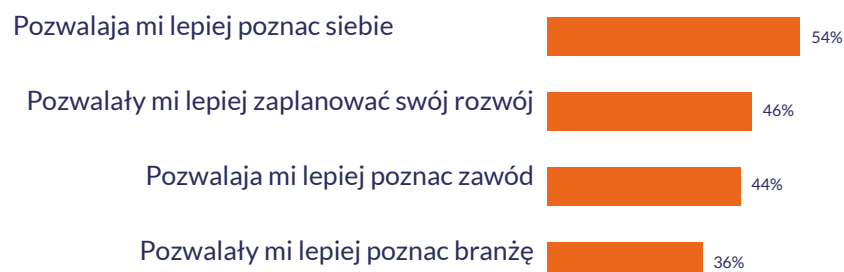 Pozwalaja mi lepiej poznac siebie
54%
Pozwalały mi lepiej zaplanować swój rozwój
46%
Pozwalaja mi lepiej poznac zawód
44%
Pozwalały mi lepiej poznac branżę
36%